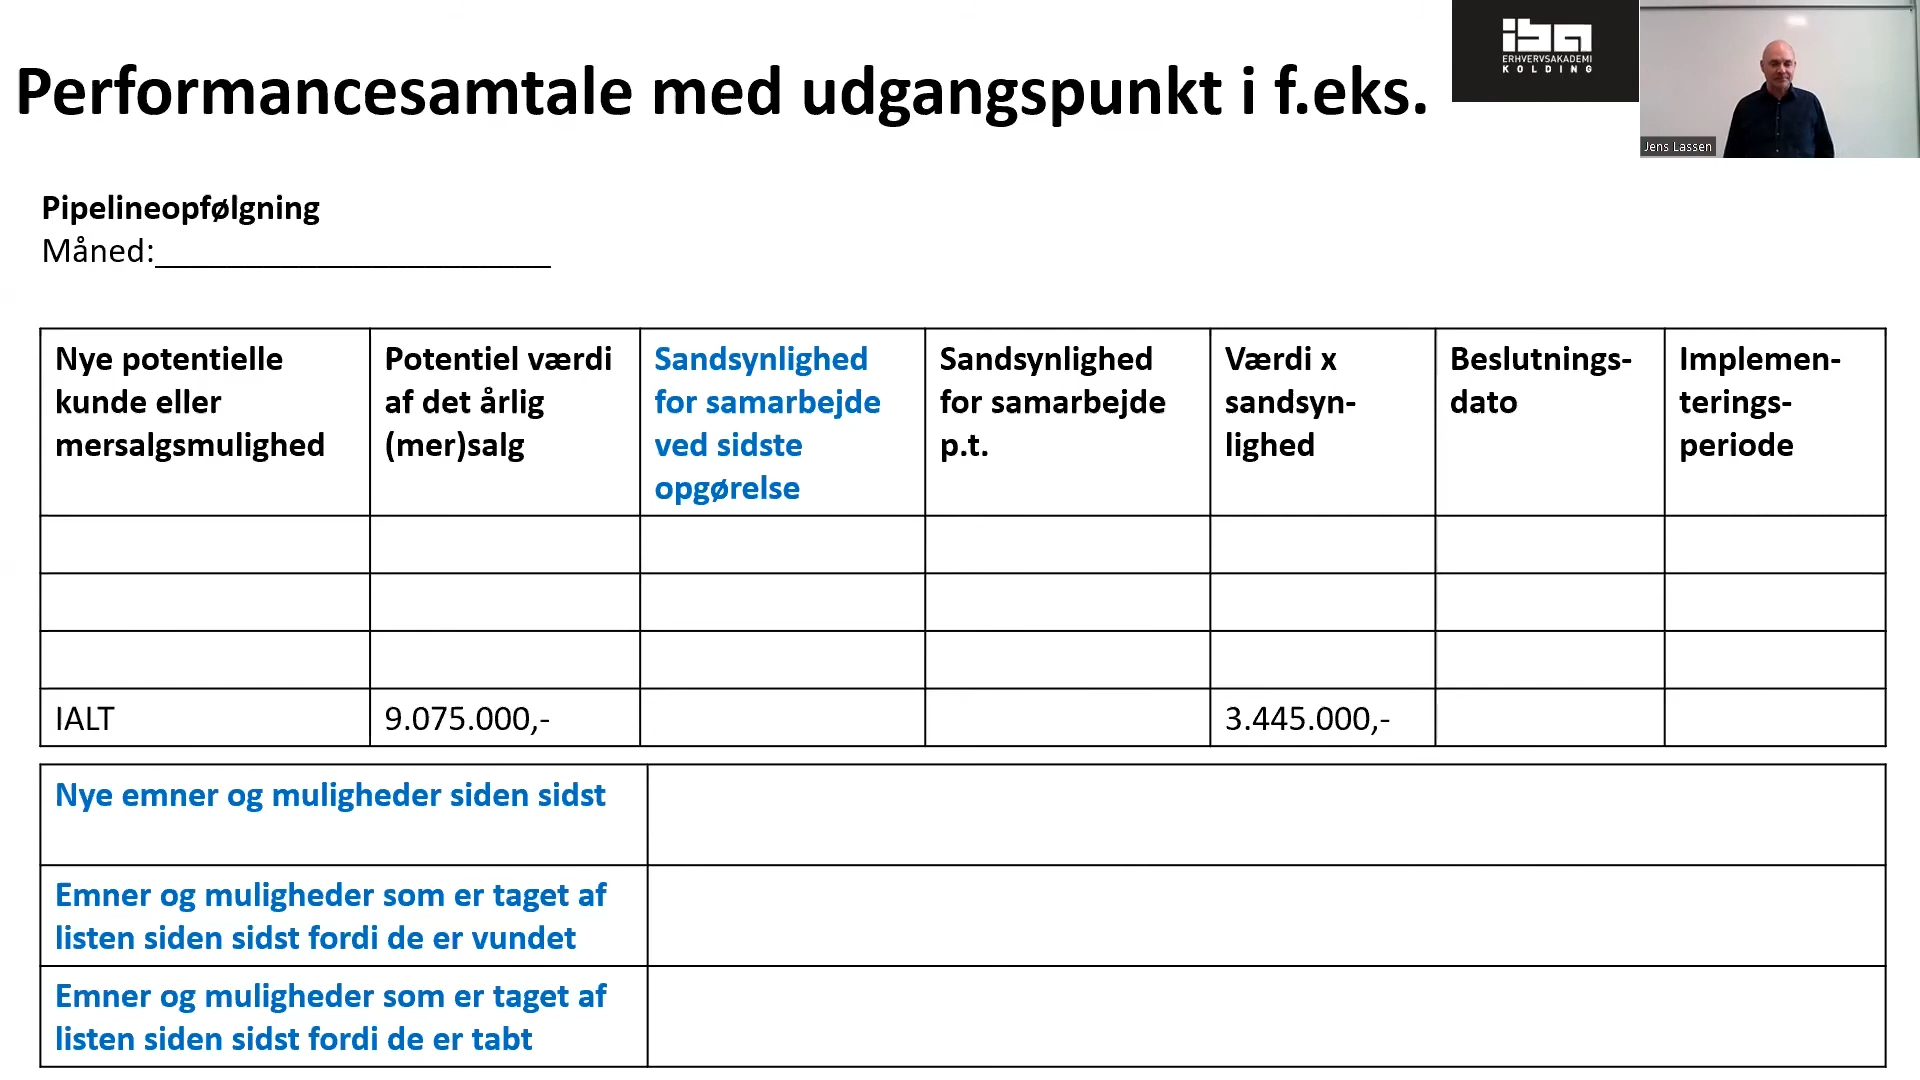 Performancesamtale med udgangspunkt i f.eks.
iba
ERHVERVSAKADEMI
KOLDING
Jens Lassen
Pipelineopfølgning
Måned:______________________
Nye potentielle
kunde eller
mersalgsmulighed
Potentiel værdi
af det årlig
(mer)salg
Sandsynlighed
for samarbejde
ved sidste
opgørelse
Sandsynlighed
for samarbejde
p.t.
Værdi x
sandsyn-
lighed
Beslutnings-
dato
Implemen-
terings-
periode
IALT
9.075.000,-
3.445.000,-
Nye emner og muligheder siden sidst
Emner og muligheder som er taget af
listen siden sidst fordi de er vundet
Emner og muligheder som er taget af
listen siden sidst fordi de er tabt